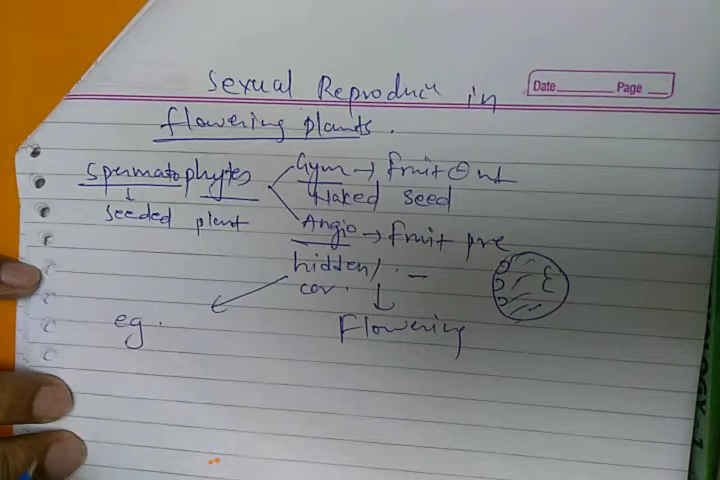 Date Page
Sexual Reproduc in
flowering plants.
Spermatophytes
↓
seeded plant
Gym → fruit
Naked seed
Angio → fruit pre
hidden/
cov.
↓
eg.
Flowering